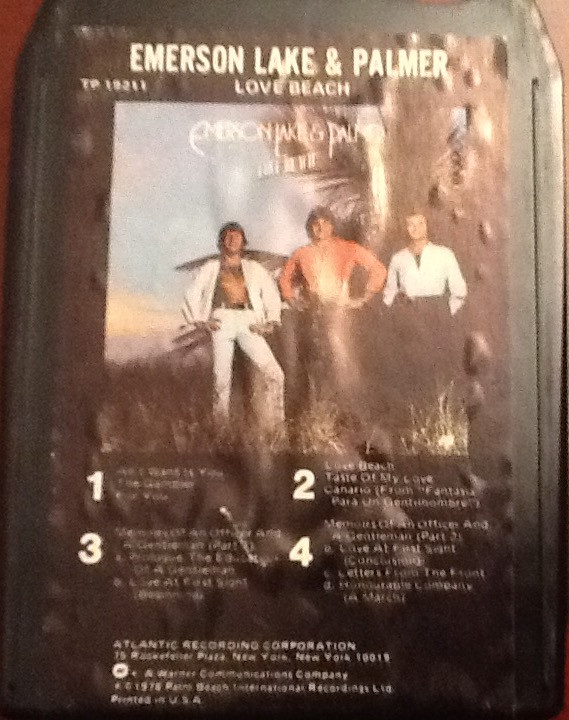 EMERSON LAKE & PALMER
TP 19211
LOVE BEACH
EMERSON LAKE & PALMER
LOVE BEACH
1
All I Want Is You
The Gambler
For You
2
Love Beach
Taste Of My Love
Canario (From "Fantasia
Para Un Gentilhombre")
3
Memoirs Of An Officer And
A Gentleman (Part 1)
a. Prologue The Education
Of A Gentleman
b. Love At First Sight
(Beginning)
4
Memoirs Of An Officer And
A Gentleman (Part 2)
b. Love At First Sight
(Conclusion)
c. Letters From The Front
d. Honourable Company
(A March)
ATLANTIC RECORDING CORPORATION
75 Rockefeller Plaza, New York, New York 10019
A Warner Communications Company
© 1978 Palm Beach International Recordings Ltd.
Printed in U.S.A.